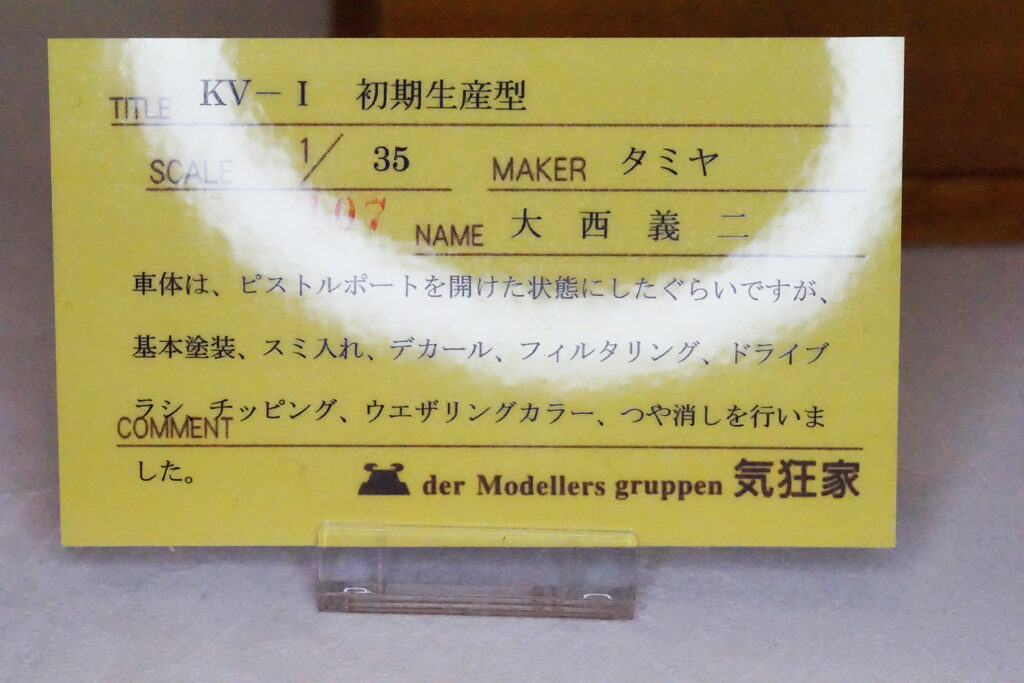 TITLE KV－I 初期生産型
SCALE 1/35 MAKER タミヤ
107 NAME 大西義二
車体は、ピストルポートを開けた状態にしたぐらいですが、
基本塗装、スミ入れ、デカール、フィルタリング、ドライブ
ラシ、チッピング、ウエザリングカラー、つや消しを行いま
COMMENT
した。
der Modellers gruppen 気狂家